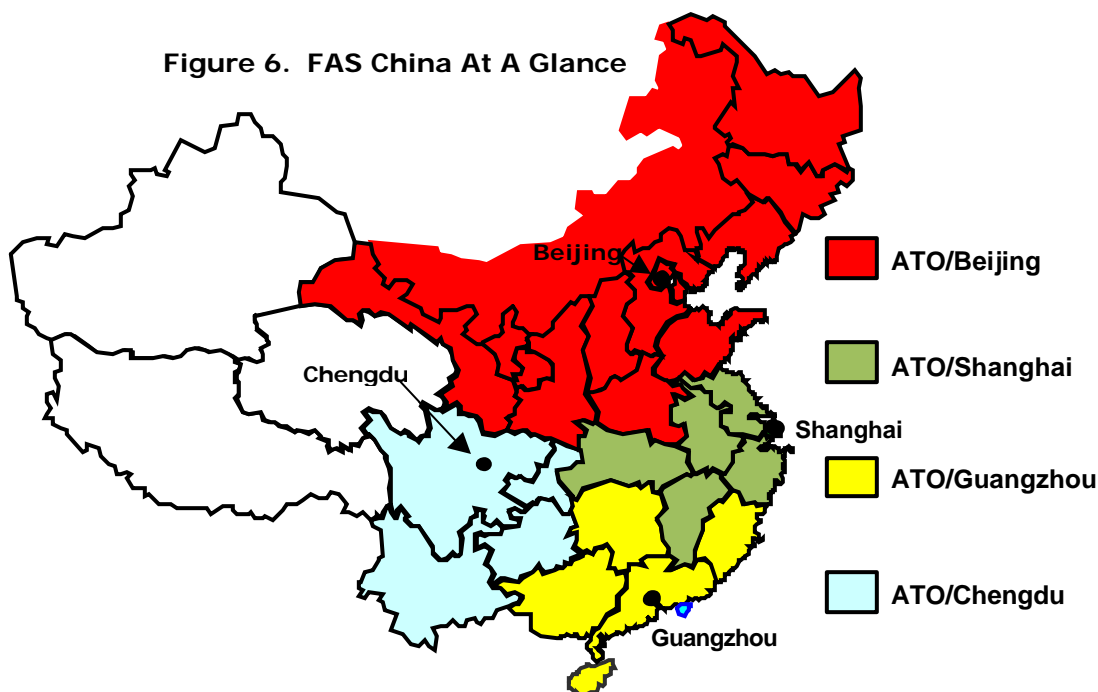 Figure 6. FAS China At A Glance
Beijing
ATO/Beijing
Chengdu
ATO/Shanghai
Shanghai
ATO/Guangzhou
ATO/Chengdu
Guangzhou